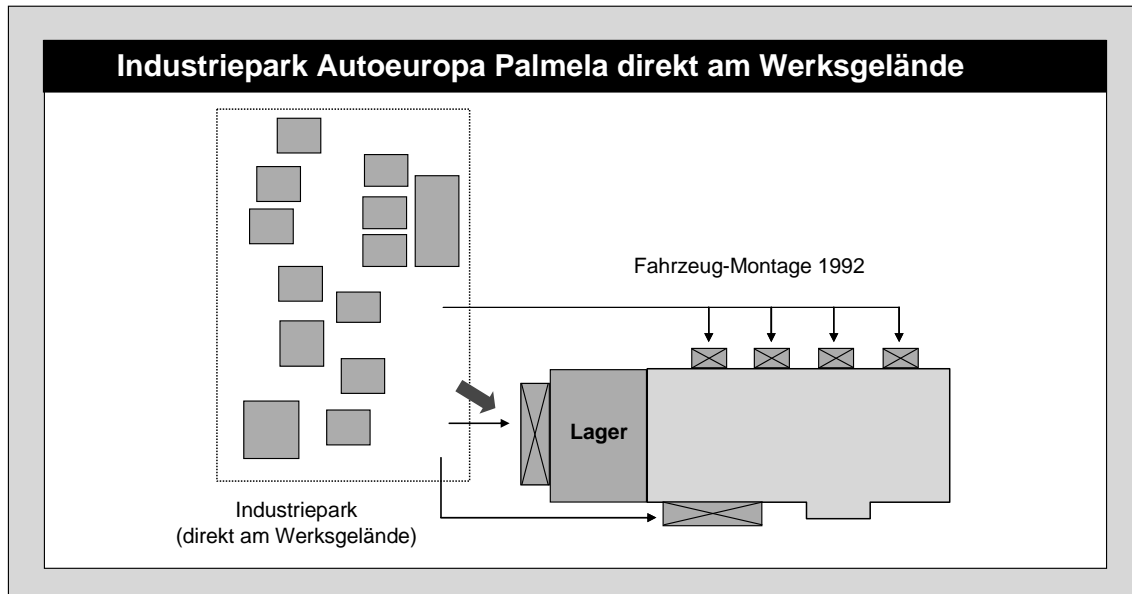 Industriepark Autoeuropa Palmela direkt am Werksgelände
Fahrzeug-Montage 1992
Lager
Industriepark
(direkt am Werksgelände)